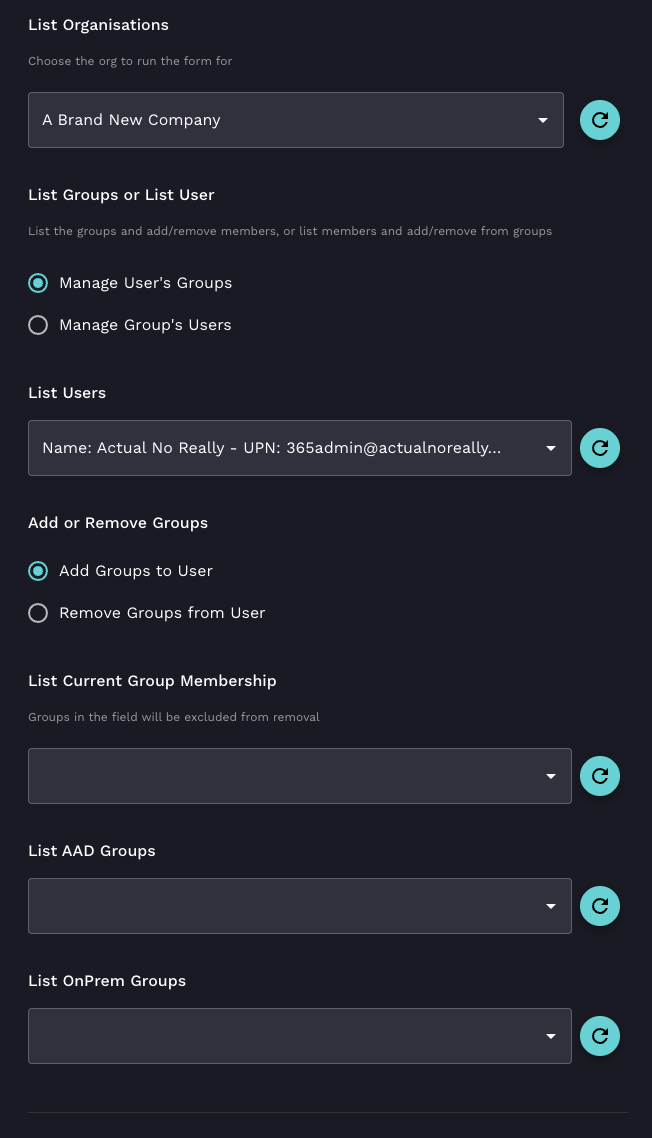 List Organisations
Choose the org to run the form for
A Brand New Company
List Groups or List User
List the groups and add/remove members, or list members and add/remove from groups
Manage User's Groups
Manage Group's Users
List Users
Name: Actual No Really - UPN: 365admin@actualnoreally...
Add or Remove Groups
Add Groups to User
Remove Groups from User
List Current Group Membership
Groups in the field will be excluded from removal
List AAD Groups
List OnPrem Groups